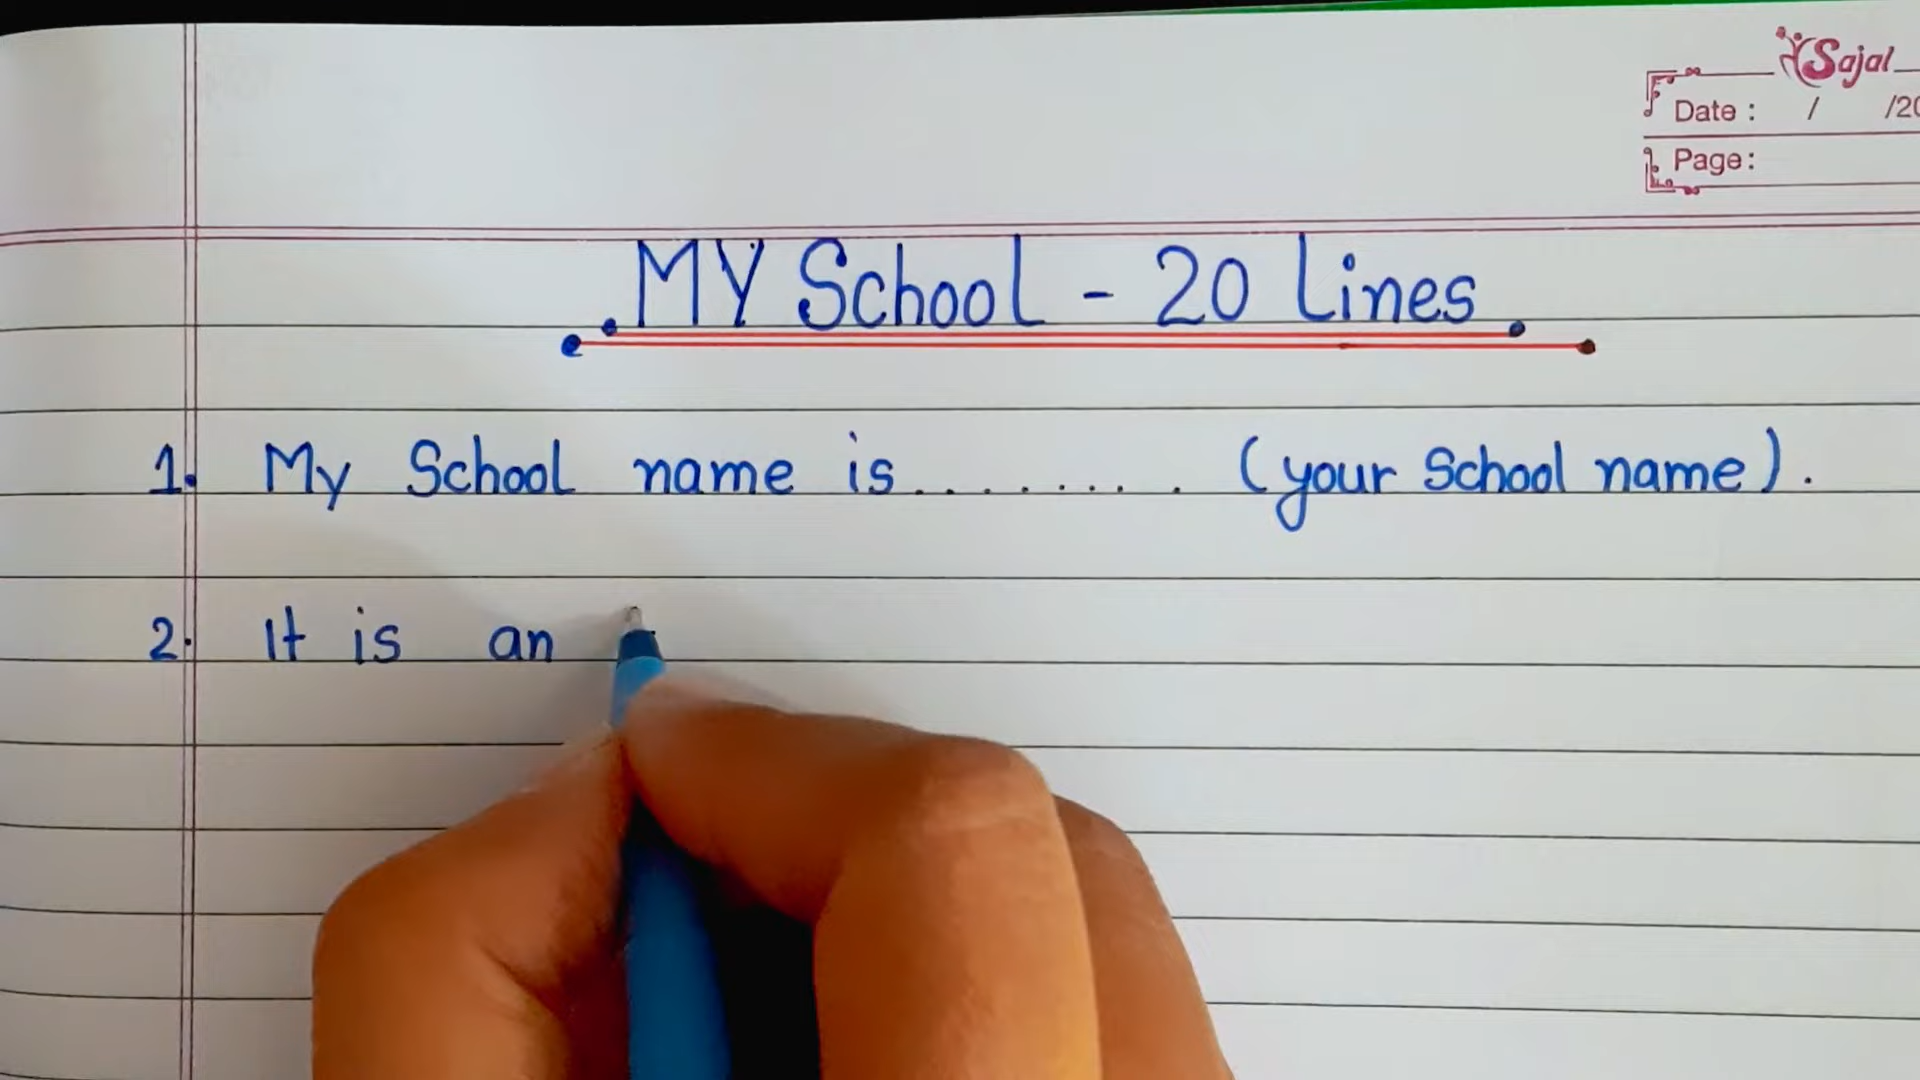 Sajal
Date : / /20
Page:
MY School - 20 Lines
1. My School name is......... (your School name).
2. It is an